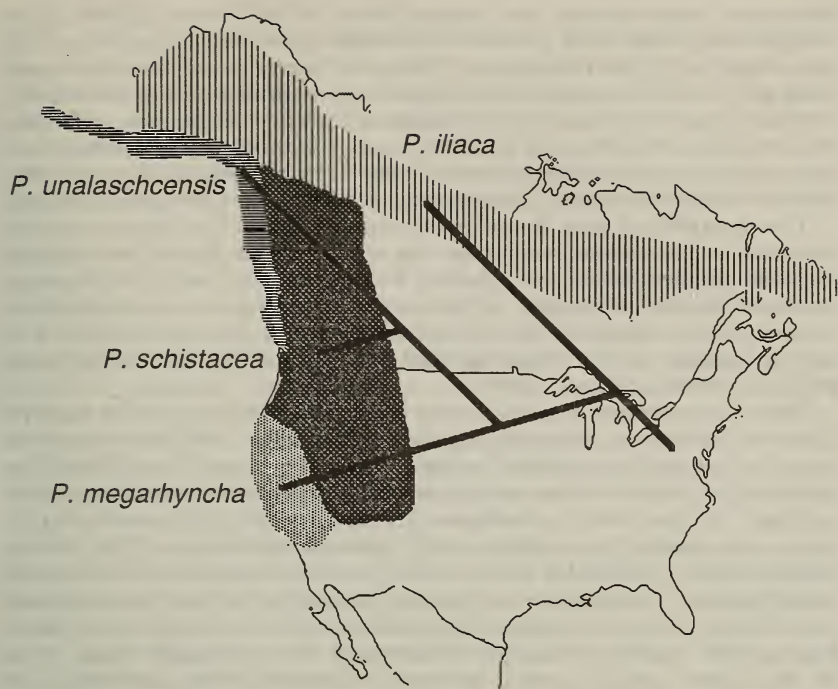 P. iliaca
P. unalaschcensis
P. schistacea
P. megarhyncha